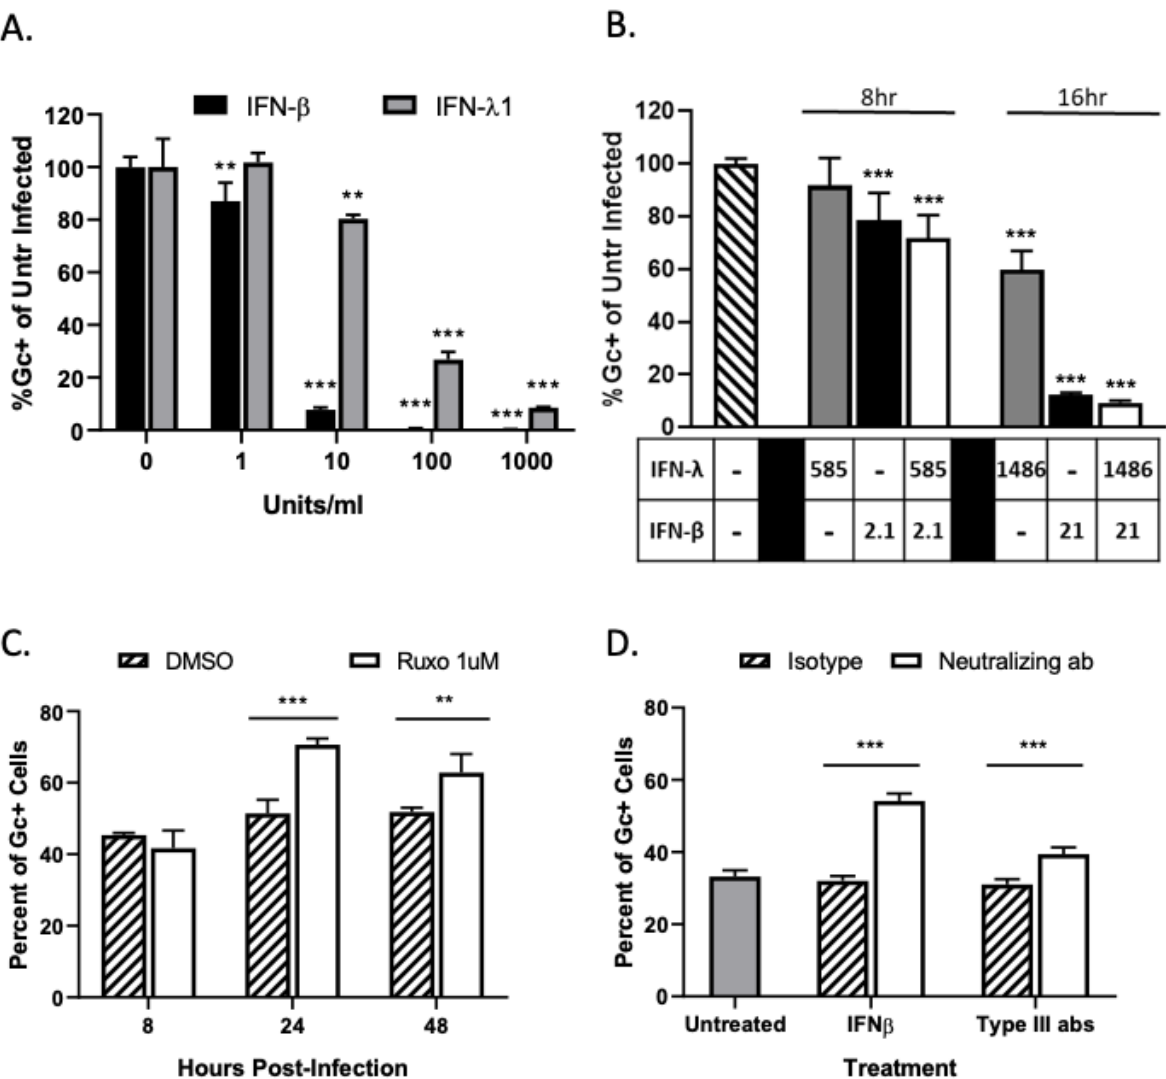 A.
IFN-β IFN-λ1
%Gc+ of Untr Infected
120
100
80
60
40
20
0
** ** *** *** *** *** ***
0 1 10 100 1000
Units/ml
B.
8hr 16hr
% Gc+ of Untr Infected
120
100
80
60
40
20
0
*** *** *** *** ***
IFN-λ - 585 - 585 1486 - 1486
IFN-β - - 2.1 2.1 - 21 21
C.
DMSO Ruxo 1uM
Percent of Gc+ Cells
80
60
40
20
0
*** **
8 24 48
Hours Post-Infection
D.
Isotype Neutralizing ab
Percent of Gc+ Cells
80
60
40
20
0
*** ***
Untreated IFNβ Type III abs
Treatment